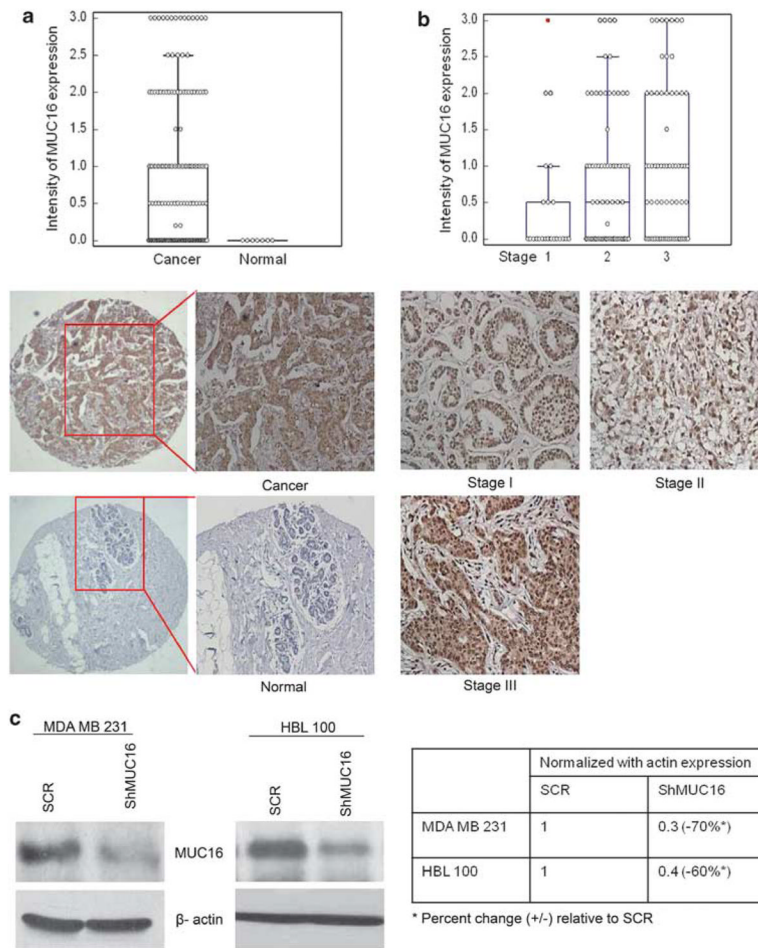 a
Intensity of MUC16 expression
3.0
2.5
2.0
1.5
1.0
0.5
0.0
Cancer
Normal
b
Intensity of MUC16 expression
3.0
2.5
2.0
1.5
1.0
0.5
0.0
Stage 1
2
3
Cancer
Stage I
Stage II
Normal
Stage III
c
MDA MB 231
SCR
ShMUC16
HBL 100
SCR
ShMUC16
MUC16
β- actin
Normalized with actin expression
SCR
ShMUC16
MDA MB 231
1
0.3 (-70%*)
HBL 100
1
0.4 (-60%*)
* Percent change (+/-) relative to SCR